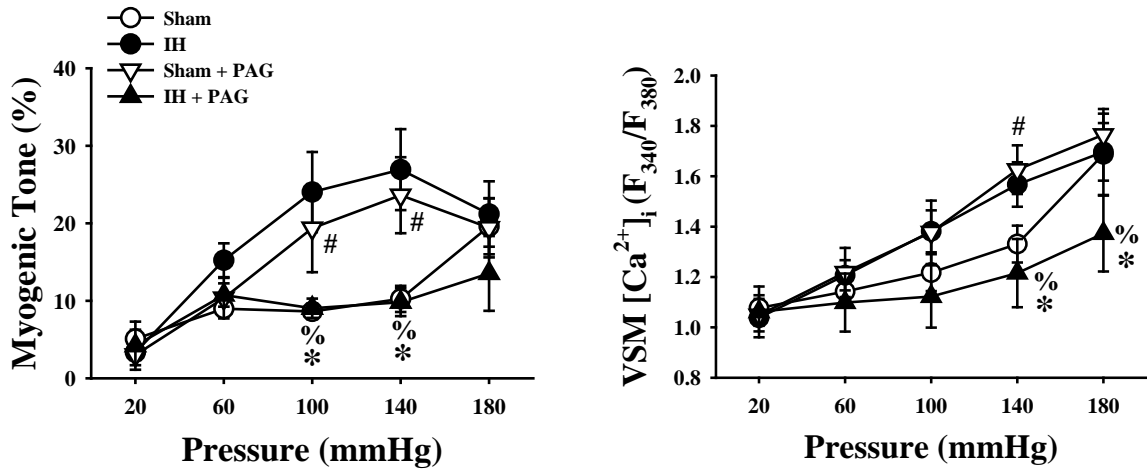 Sham
IH
Sham + PAG
IH + PAG
Myogenic Tone (%)
40
30
20
10
0
#
#
%
*
%
*
20 60 100 140 180
Pressure (mmHg)
VSM [Ca²⁺]ᵢ (F₃₄₀/F₃₈₀)
2.0
1.8
1.6
1.4
1.2
1.0
0.8
#
%
*
%
*
20 60 100 140 180
Pressure (mmHg)